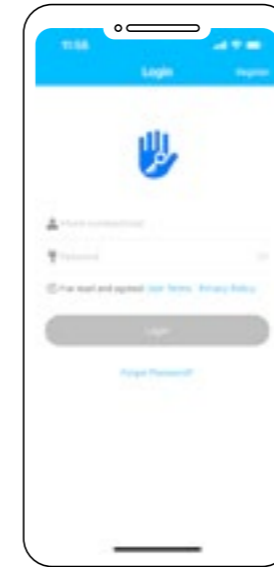 11:56
Login
Register
Password
I've read and agreed User Terms Privacy Policy
Login
Forgot Password?